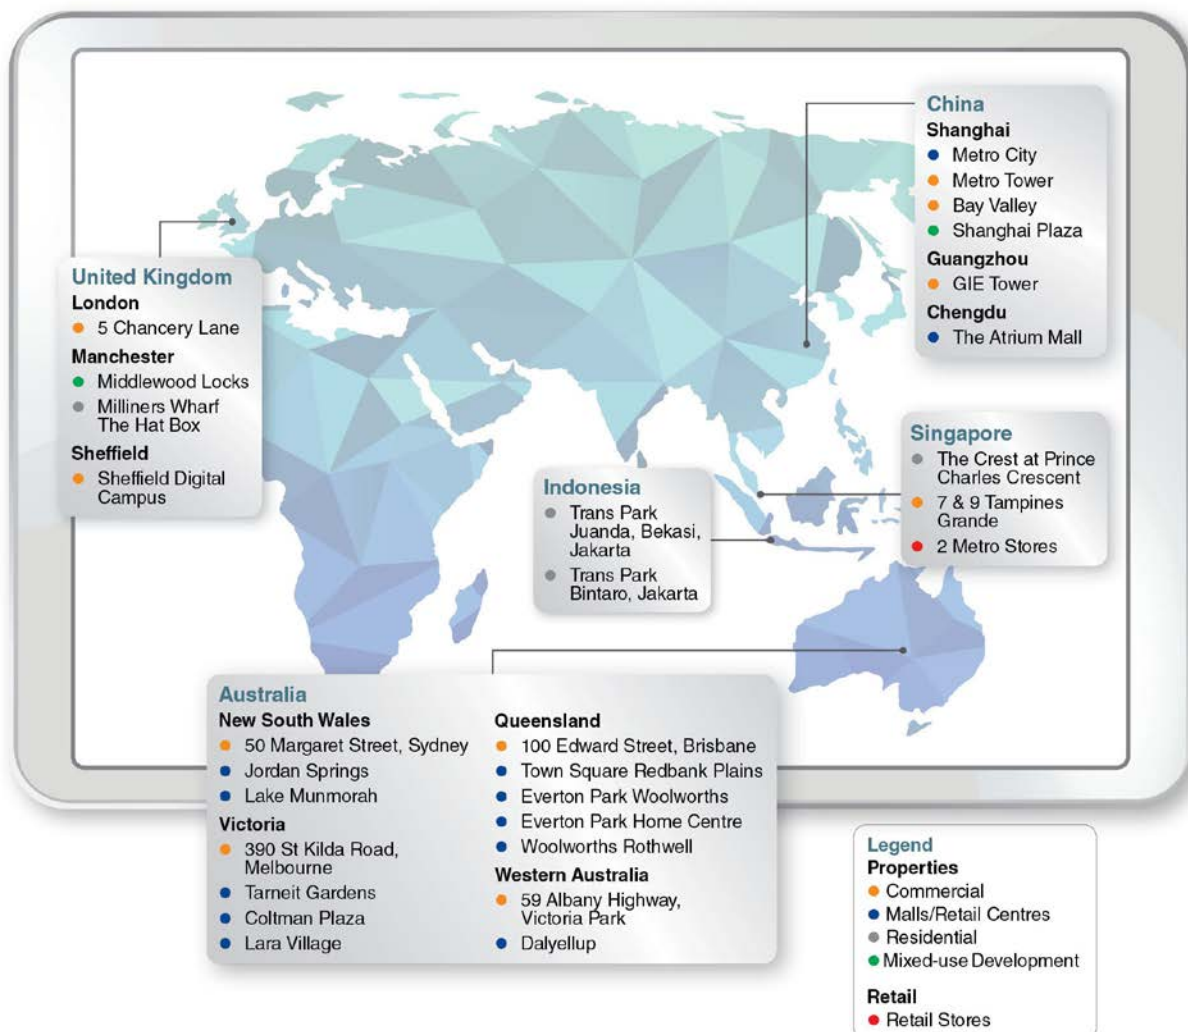 China
Shanghai
Metro City
Metro Tower
Bay Valley
Shanghai Plaza
Guangzhou
GIE Tower
Chengdu
The Atrium Mall
United Kingdom
London
5 Chancery Lane
Manchester
Middlewood Locks
Milliners Wharf
The Hat Box
Sheffield
Sheffield Digital
Campus
Singapore
The Crest at Prince
Charles Crescent
7 & 9 Tampines
Grande
2 Metro Stores
Indonesia
Trans Park
Juanda, Bekasi,
Jakarta
Trans Park
Bintaro, Jakarta
Australia
New South Wales
50 Margaret Street, Sydney
Jordan Springs
Lake Munmorah
Victoria
390 St Kilda Road,
Melbourne
Tarneit Gardens
Coltman Plaza
Lara Village
Queensland
100 Edward Street, Brisbane
Town Square Redbank Plains
Everton Park Woolworths
Everton Park Home Centre
Woolworths Rothwell
Western Australia
59 Albany Highway,
Victoria Park
Dalyellup
Legend
Properties
Commercial
Malls/Retail Centres
Residential
Mixed-use Development
Retail
Retail Stores